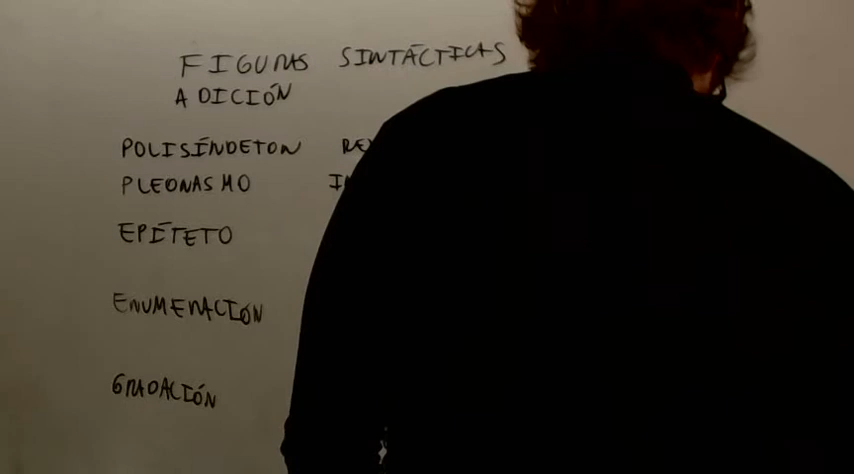 FIGURAS SINTÁCTICAS
ADICIÓN
POLISÍNDETON
PLEONASMO
EPÍTETO
ENUMERACIÓN
GRADACIÓN